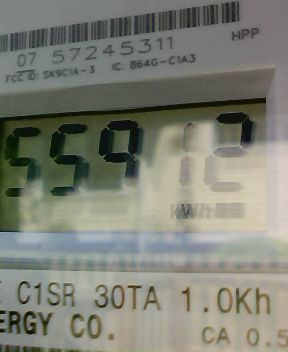 HPP
07 57245311
FCC ID: SK9C1A-3 IC: 864G-C1A3
55912
kWh
C1SR 30TA 1.0Kh
ERGY CO.
CA 0.5